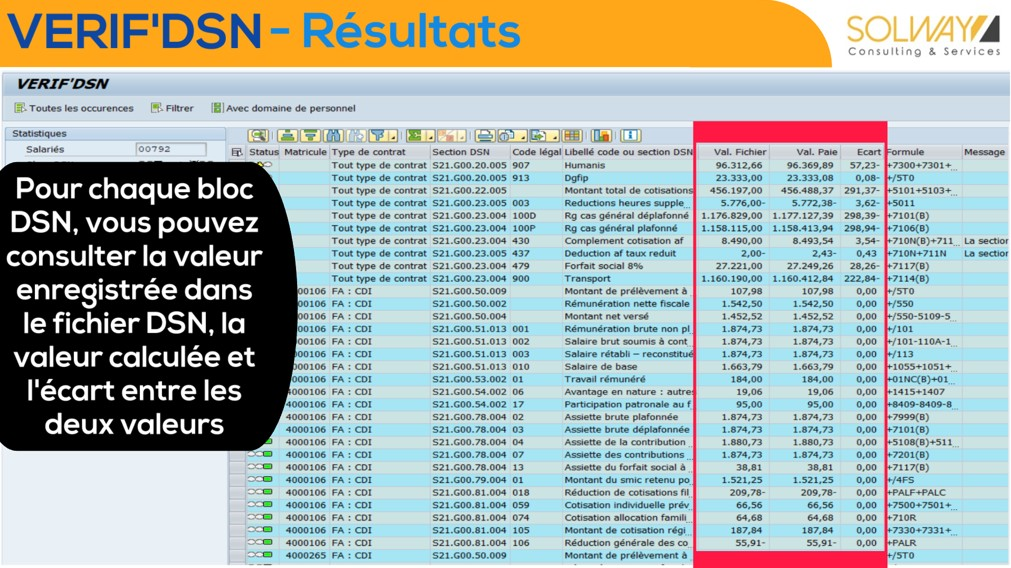 VERIF'DSN - Résultats
SOLWAY
Consulting & Services
VERIF'DSN
Toutes les occurences Filtrer Avec domaine de personnel
Statistiques
Salariés 00792
Pour chaque bloc
DSN, vous pouvez
consulter la valeur
enregistrée dans
le fichier DSN, la
valeur calculée et
l'écart entre les
deux valeurs
Status Matricule Type de contrat Section DSN Code légal Libellé code ou section DSN Val. Fichier Val. Paie Ecart Formule Message
Tout type de contrat S21.G00.20.005 907 Humanis 96.312,66 96.369,89 57,23- +7300+7301+...
Tout type de contrat S21.G00.20.005 913 Dgfip 23.333,00 23.333,08 0,08- +/5T0
Tout type de contrat S21.G00.22.005 Montant total de cotisations 456.197,00 456.488,37 291,37- +5101+5103+...
Tout type de contrat S21.G00.23.005 003 Reductions heures supple... 5.776,00- 5.772,38- 3,62- +5011
Tout type de contrat S21.G00.23.004 100D Rg cas général déplafonné 1.176.829,00 1.177.127,39 298,39- +7101(B)
Tout type de contrat S21.G00.23.004 100P Rg cas général plafonné 1.158.115,00 1.158.413,94 298,94- +7106(B)
Tout type de contrat S21.G00.23.004 430 Complement cotisation af 8.490,00 8.493,54 3,54- +710N(B)+711... La section
Tout type de contrat S21.G00.23.005 437 Deduction af taux reduit 2,00- 2,43- 0,43 +710N+711N La section
Tout type de contrat S21.G00.23.004 479 Forfait social 8% 27.221,00 27.249,26 28,26- +7117(B)
Tout type de contrat S21.G00.23.004 900 Transport 1.160.190,00 1.160.412,84 222,84- +7114(B)
000106 FA : CDI S21.G00.50.009 Montant de prélèvement à... 107,98 107,98 0,00 +/5T0
000106 FA : CDI S21.G00.50.002 Rémunération nette fiscale 1.542,50 1.542,50 0,00 +/550
000106 FA : CDI S21.G00.50.004 Montant net versé 1.452,52 1.452,52 0,00 +/550-5109-5...
000106 FA : CDI S21.G00.51.013 001 Rémunération brute non pl... 1.874,73 1.874,73 0,00 +/101
000106 FA : CDI S21.G00.51.013 002 Salaire brut soumis à cont... 1.874,73 1.874,73 0,00 +/101-110A-1...
000106 FA : CDI S21.G00.51.013 003 Salaire rétabli – reconstitué 1.874,73 1.874,73 0,00 +/113
000106 FA : CDI S21.G00.51.013 010 Salaire de base 1.663,79 1.663,79 0,00 +1055+1051+...
000106 FA : CDI S21.G00.53.002 01 Travail rémunéré 184,00 184,00 0,00 +01NC(B)+01...
000106 FA : CDI S21.G00.54.002 06 Avantage en nature : autres 19,06 19,06 0,00 +1415+1407
000106 FA : CDI S21.G00.54.002 17 Participation patronale au f... 95,00 95,00 0,00 +8409-8409-8...
4000106 FA : CDI S21.G00.78.004 02 Assiette brute plafonnée 1.874,73 1.874,73 0,00 +7999(B)
4000106 FA : CDI S21.G00.78.004 03 Assiette brute déplafonnée 1.874,73 1.874,73 0,00 +7101(B)
4000106 FA : CDI S21.G00.78.004 04 Assiette de la contribution ... 1.880,73 1.880,73 0,00 +5108(B)+511...
4000106 FA : CDI S21.G00.78.004 07 Assiette des contributions ... 1.874,73 1.874,73 0,00 +7201(B)
4000106 FA : CDI S21.G00.78.004 13 Assiette du forfait social à ... 38,81 38,81 0,00 +7117(B)
4000106 FA : CDI S21.G00.79.004 01 Montant du smic retenu po... 1.521,25 1.521,25 0,00 +/4FS
4000106 FA : CDI S21.G00.81.004 018 Réduction de cotisations fil... 209,78- 209,78- 0,00 +PALF+PALC
4000106 FA : CDI S21.G00.81.004 059 Cotisation individuelle prév... 66,56 66,56 0,00 +7500+7501+...
4000106 FA : CDI S21.G00.81.004 074 Cotisation allocation famili... 64,68 64,68 0,00 +710R
4000106 FA : CDI S21.G00.81.004 105 Montant de cotisation régi... 187,84 187,84 0,00 +7330+7331+...
4000106 FA : CDI S21.G00.81.004 106 Réduction générale des co... 55,91- 55,91- 0,00 +PALR
4000265 FA : CDI S21.G00.50.009 Montant de prélèvement à... 0,00 +/5T0